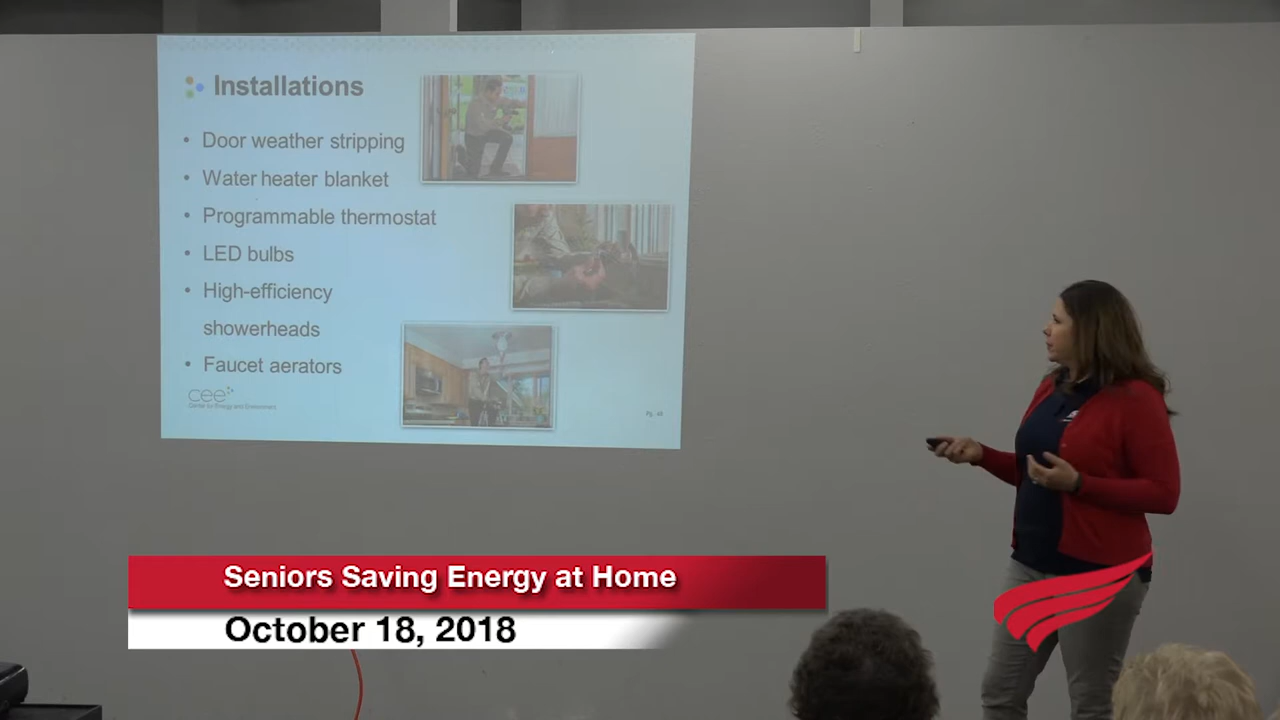 Installations
• Door weather stripping
• Water heater blanket
• Programmable thermostat
• LED bulbs
• High-efficiency
showerheads
• Faucet aerators
cee
Center for Energy and Environment
Seniors Saving Energy at Home
October 18, 2018